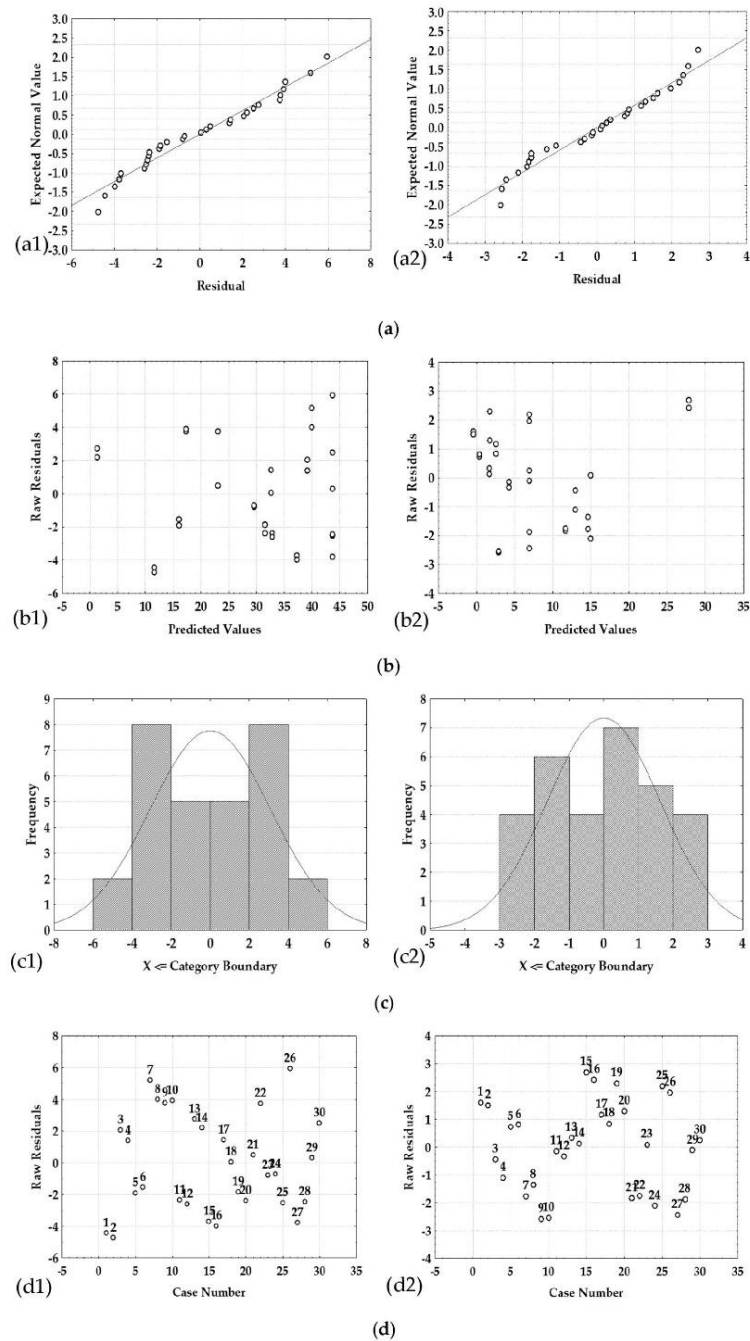 3.0
2.5
2.0
1.5
1.0
0.5
0.0
-0.5
-1.0
-1.5
-2.0
-2.5
3.0
Expected Normal Value
-6 -4 -2 0 2 4 6 8
Residual
(a1)
3.0
2.5
2.0
1.5
1.0
0.5
0.0
-0.5
-1.0
-1.5
-2.0
-2.5
3.0
Expected Normal Value
-4 -3 -2 -1 0 1 2 3 4
Residual
(a2)
(a)
8
6
4
2
0
-2
-4
-6
Raw Residuals
-5 0 5 10 15 20 25 30 35 40 45 50
Predicted Values
(b1)
4
3
2
1
0
-1
-2
-3
-4
Raw Residuals
-5 0 5 10 15 20 25 30 35
Predicted Values
(b2)
(b)
9
8
7
6
5
4
3
2
1
0
Frequency
-8 -6 -4 -2 0 2 4 6 8
X <= Category Boundary
(c1)
8
7
6
5
4
3
2
1
0
Frequency
-5 -4 -3 -2 -1 0 1 2 3 4
X <= Category Boundary
(c2)
(c)
8
6
4
2
0
-2
-4
-6
Raw Residuals
1 2 3 4 5 6 7 8 9 10 11 12 13 14 15 16 17 18 19 20 21 22 23 24 25 26 27 28 29 30
-5 0 5 10 15 20 25 30 35
Case Number
(d1)
4
3
2
1
0
-1
-2
-3
-4
Raw Residuals
1 2 3 4 5 6 7 8 9 10 11 12 13 14 15 16 17 18 19 20 21 22 23 24 25 26 27 28 29 30
-5 0 5 10 15 20 25 30 35
Case Number
(d2)
(d)